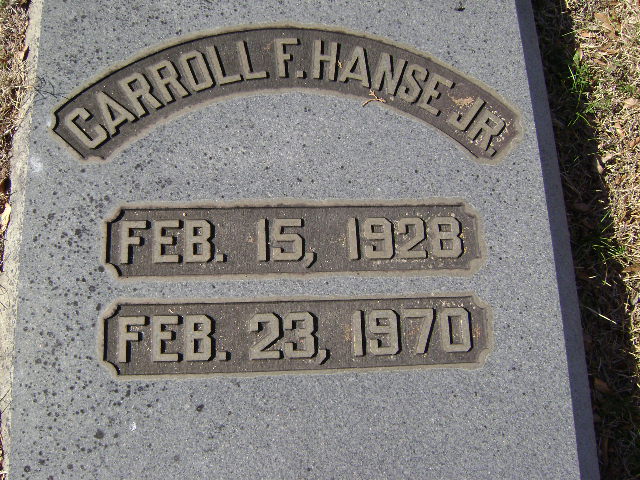 CARROLL F. HANSE JR.
FEB. 15, 1928
FEB. 23, 1970